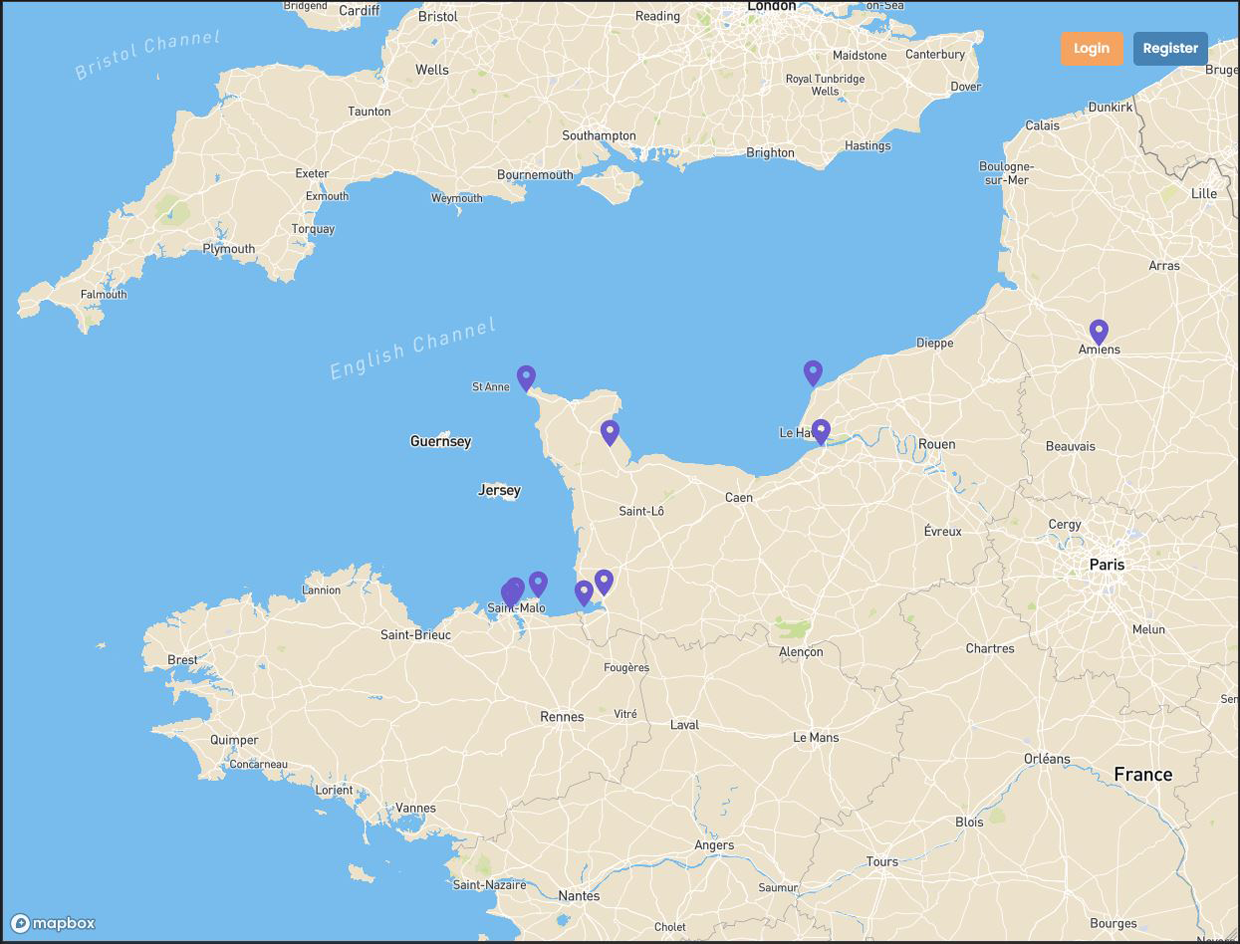 Bridgend
Cardiff
Bristol
Reading
London
on-Sea
Bristol Channel
Wells
Maidstone
Canterbury
Login
Register
Royal Tunbridge
Wells
Dover
Bruge
Taunton
Dunkirk
Southampton
Calais
Brighton
Hastings
Exeter
Bournemouth
Boulogne-
sur-Mer
Exmouth
Weymouth
Lille
Torquay
Plymouth
Arras
Falmouth
English Channel
Dieppe
Amiens
St Anne
Guernsey
Le Ha
Rouen
Beauvais
Jersey
Caen
Saint-Lô
Cergy
Évreux
Paris
Lannion
Saint-Malo
Saint-Brieuc
Melun
Chartres
Alençon
Brest
Fougères
Sen
Rennes
Vitré
Laval
Le Mans
Quimper
Concarneau
Orléans
France
Lorient
Vannes
Blois
Angers
Tours
Saint-Nazaire
Saumur
Nantes
Cholet
Bourges
mapbox
Nevers